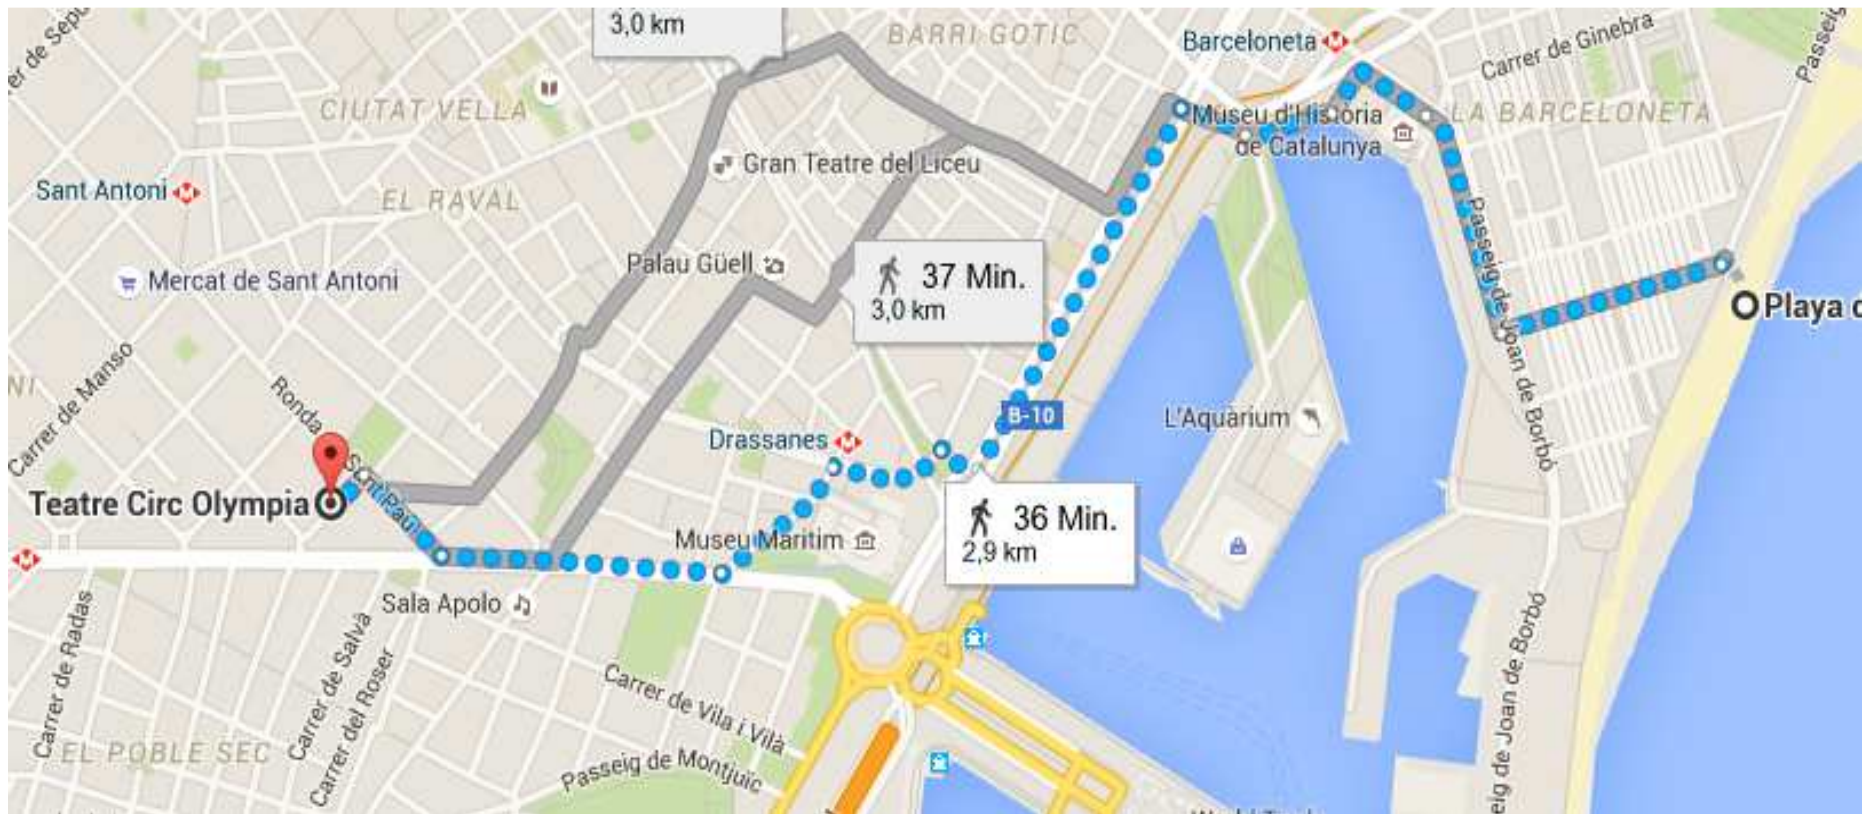 3,0 km
BARRI GOTIC
Barceloneta
Carrer de Ginebra
CIUTAT VELLA
Museu d'Història
de Catalunya
LA BARCELONETA
Gran Teatre del Liceu
Sant Antoni
EL RAVAL
Palau Güell
37 Min.
3,0 km
Mercat de Sant Antoni
Passeig de Joan de Borbó
Playa
Carrer de Manso
Ronda
Sant Pau
B-10
L'Aquàrium
Drassanes
Teatre Circ Olympia
36 Min.
2,9 km
Museu Marítim
Sala Apolo
Carrer de Radas
Carrer de Salvà
Carrer del Roser
Carrer de Vila i Vilà
EL POBLE SEC
Passeig de Montjuïc
eig de Joan de Borbó